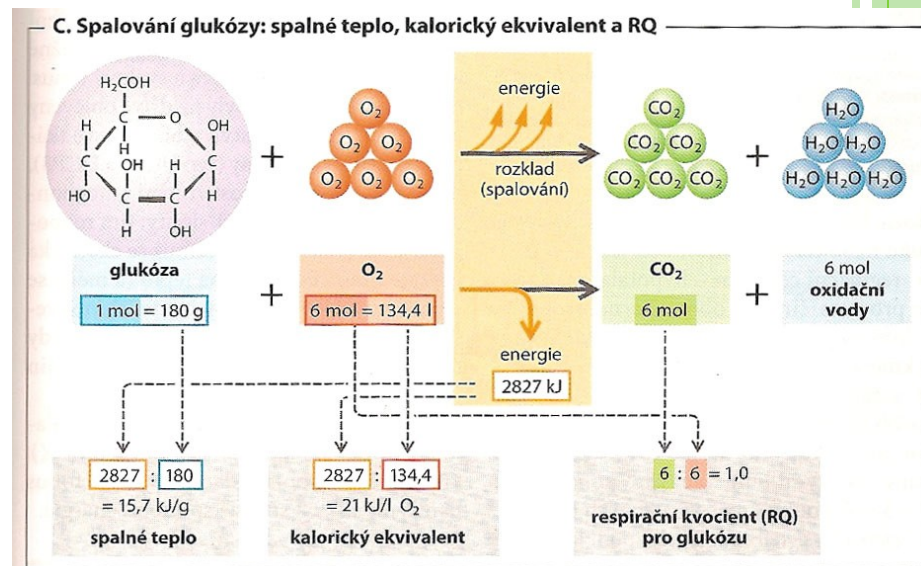 C. Spalování glukózy: spalné teplo, kalorický ekvivalent a RQ
H₂COH
C
O
H
H
OH
C
OH
H
C
HO
C
C
H
H
OH
+
O₂
O₂ O₂
O₂ O₂ O₂
energie
rozklad
(spalování)
CO₂
CO₂ CO₂
CO₂ CO₂ CO₂
+
H₂O
H₂O H₂O
H₂O H₂O H₂O
glukóza
1 mol = 180 g
+
O₂
6 mol = 134,4 l
energie
2827 kJ
CO₂
6 mol
+
6 mol
oxidační
vody
2827 : 180
= 15,7 kJ/g
spalné teplo
2827 : 134,4
= 21 kJ/l O₂
kalorický ekvivalent
6 : 6 = 1,0
respirační kvocient (RQ)
pro glukózu